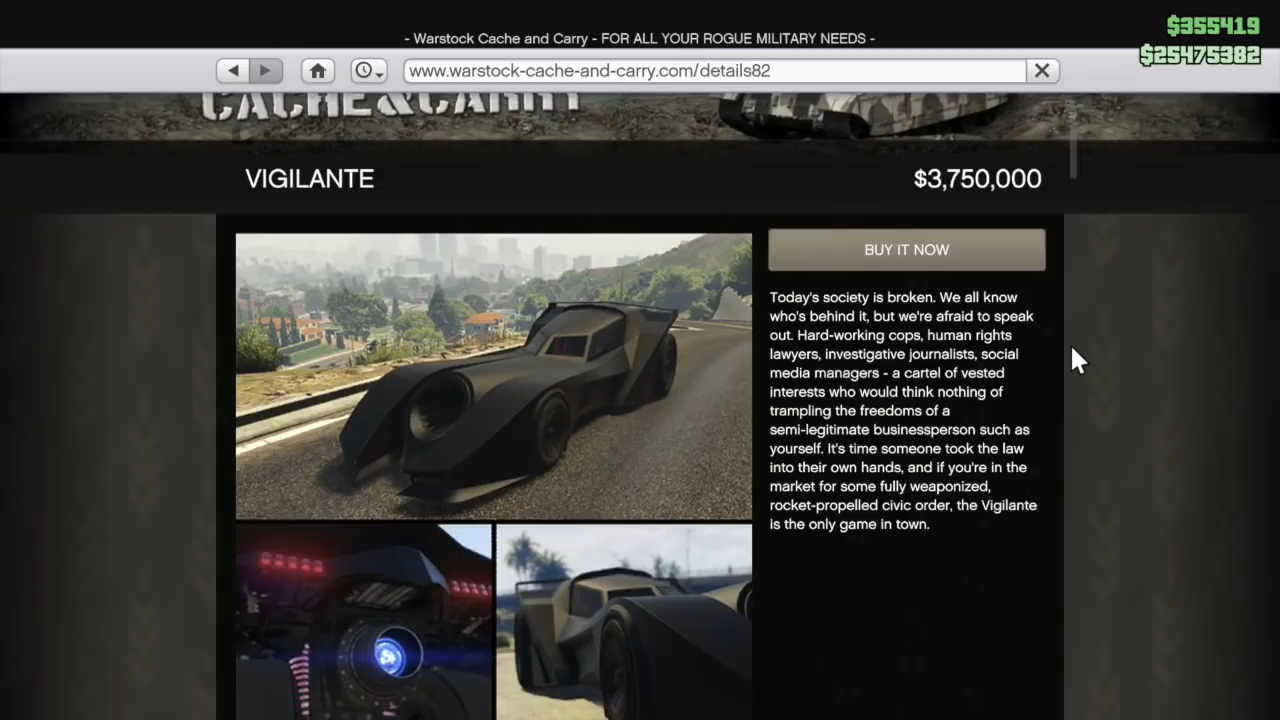 $355419
- Warstock Cache and Carry - FOR ALL YOUR ROGUE MILITARY NEEDS -
$25475382
www.warstock-cache-and-carry.com/details82
CACHE&CARRY
VIGILANTE
$3,750,000
BUY IT NOW
Today's society is broken. We all know
who's behind it, but we're afraid to speak
out. Hard-working cops, human rights
lawyers, investigative journalists, social
media managers - a cartel of vested
interests who would think nothing of
trampling the freedoms of a
semi-legitimate businessperson such as
yourself. It's time someone took the law
into their own hands, and if you're in the
market for some fully weaponized,
rocket-propelled civic order, the Vigilante
is the only game in town.